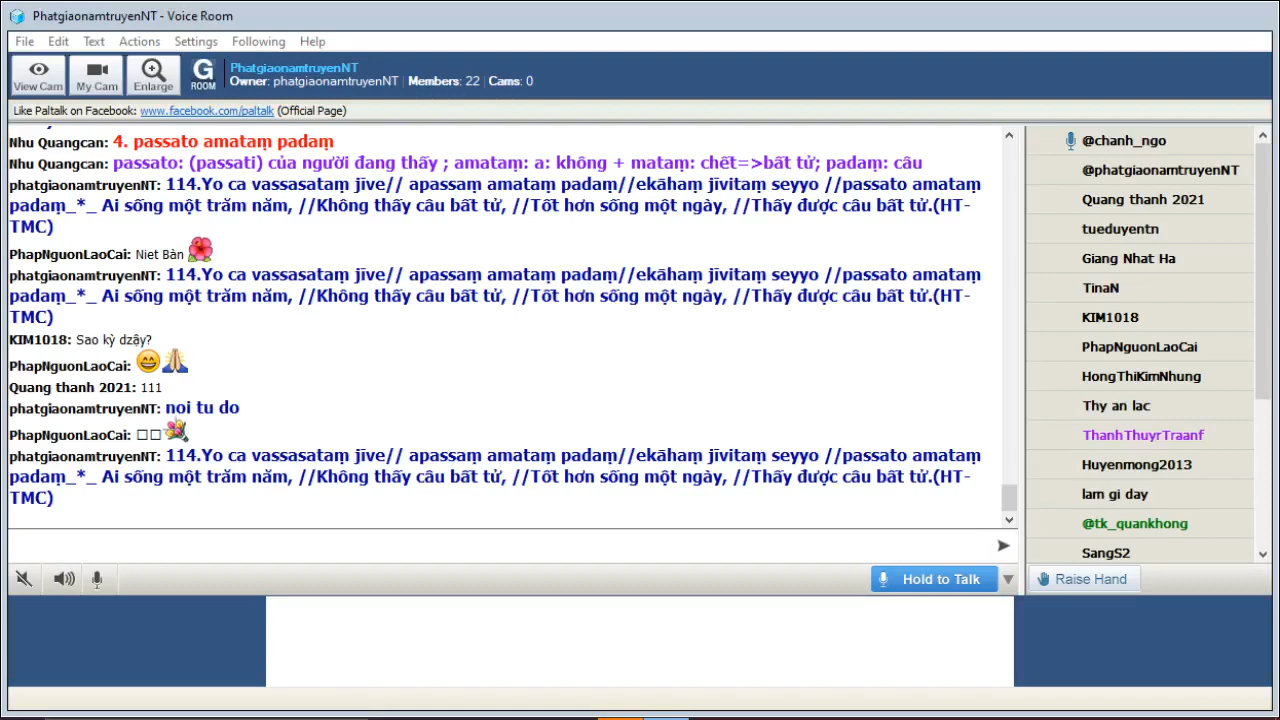 PhatgiaonamtruyenNT - Voice Room
File Edit Text Actions Settings Following Help
View Cam My Cam Enlarge G ROOM
PhatgiaonamtruyenNT
Owner: phatgiaonamtruyenNT | Members: 22 | Cams: 0
Like Paltalk on Facebook: www.facebook.com/paltalk (Official Page)
Nhu Quangcan: 4. passato amataṃ padaṃ
Nhu Quangcan: passato: (passati) của người đang thấy ; amataṃ: a: không + mataṃ: chết=>bất tử; padaṃ: câu
phatgiaonamtruyenNT: 114.Yo ca vassasataṃ jīve// apassaṃ amataṃ padaṃ//ekāhaṃ jīvitaṃ seyyo //passato amataṃ
padaṃ_*_ Ai sống một trăm năm, //Không thấy câu bất tử, //Tốt hơn sống một ngày, //Thấy được câu bất tử.(HT-
TMC)
PhapNguonLaoCai: Niet Bàn
phatgiaonamtruyenNT: 114.Yo ca vassasataṃ jīve// apassaṃ amataṃ padaṃ//ekāhaṃ jīvitaṃ seyyo //passato amataṃ
padaṃ_*_ Ai sống một trăm năm, //Không thấy câu bất tử, //Tốt hơn sống một ngày, //Thấy được câu bất tử.(HT-
TMC)
KIM1018: Sao kỳ dzậy?
PhapNguonLaoCai:
Quang thanh 2021: 111
phatgiaonamtruyenNT: noi tu do
PhapNguonLaoCai:
phatgiaonamtruyenNT: 114.Yo ca vassasataṃ jīve// apassaṃ amataṃ padaṃ//ekāhaṃ jīvitaṃ seyyo //passato amataṃ
padaṃ_*_ Ai sống một trăm năm, //Không thấy câu bất tử, //Tốt hơn sống một ngày, //Thấy được câu bất tử.(HT-
TMC)
Hold to Talk
@chanh_ngo
@phatgiaonamtruyenNT
Quang thanh 2021
tueduyentn
Giang Nhat Ha
TinaN
KIM1018
PhapNguonLaoCai
HongThiKimNhung
Thy an lac
ThanhThuyrTraanf
Huyenmong2013
lam gi day
@tk_quankhong
SangS2
Raise Hand